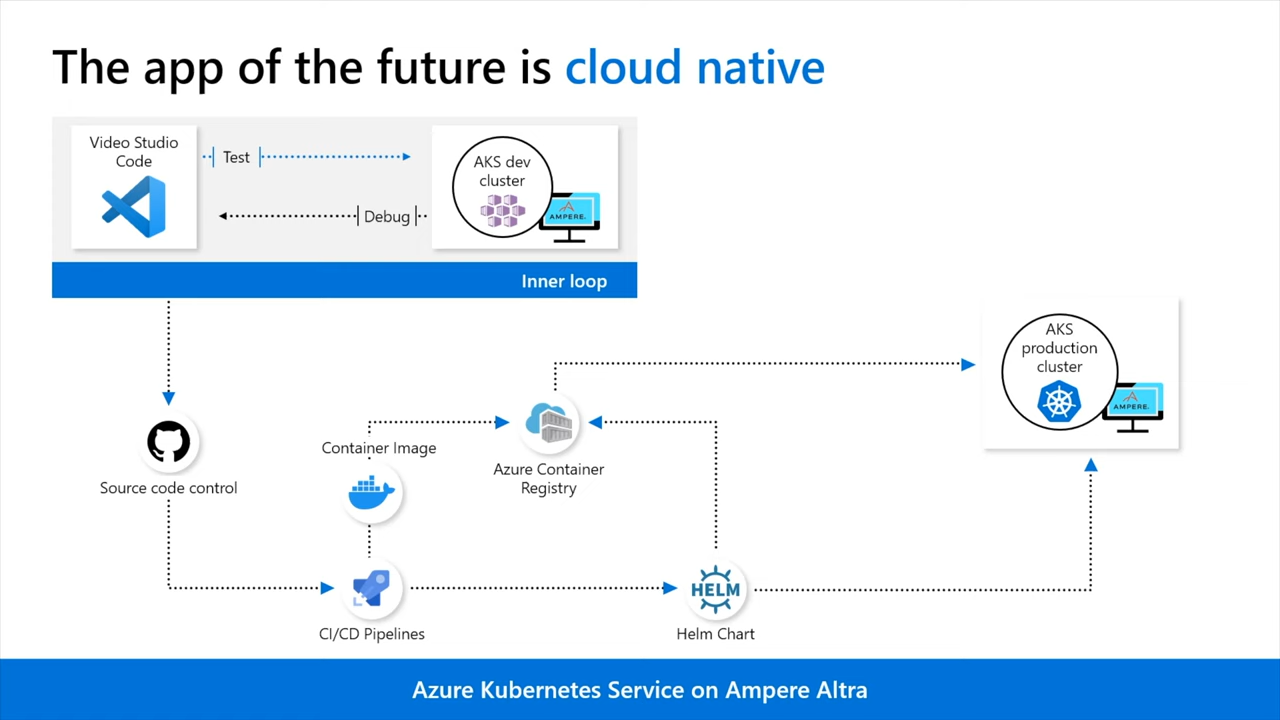 The app of the future is cloud native
Video Studio
Code
Test
Debug
AKS dev
cluster
AMPERE.
Inner loop
AKS
production
cluster
AMPERE.
Source code control
Container Image
Azure Container
Registry
CI/CD Pipelines
HELM
Helm Chart
Azure Kubernetes Service on Ampere Altra